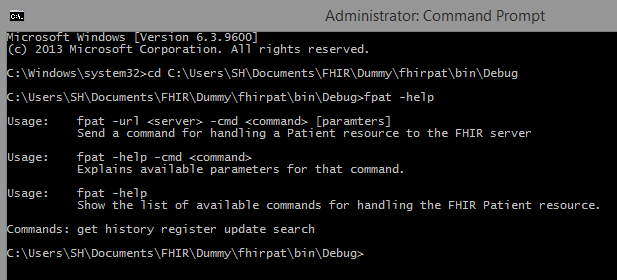 Administrator: Command Prompt
Microsoft Windows [Version 6.3.9600]
(c) 2013 Microsoft Corporation. All rights reserved.
C:\Windows\system32>cd C:\Users\SH\Documents\FHIR\Dummy\fhirpat\bin\Debug
C:\Users\SH\Documents\FHIR\Dummy\fhirpat\bin\Debug>fpat -help
Usage: fpat -url <server> -cmd <command> [paramters]
Send a command for handling a Patient resource to the FHIR server
Usage: fpat -help -cmd <command>
Explains available parameters for that command.
Usage: fpat -help
Show the list of available commands for handling the FHIR Patient resource.
Commands: get history register update search
C:\Users\SH\Documents\FHIR\Dummy\fhirpat\bin\Debug>